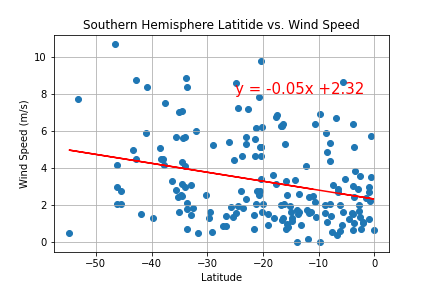 Southern Hemisphere Latitide vs. Wind Speed
10
8
y = -0.05x +2.32
6
4
2
0
Wind Speed (m/s)
−50 −40 −30 −20 −10 0
Latitude